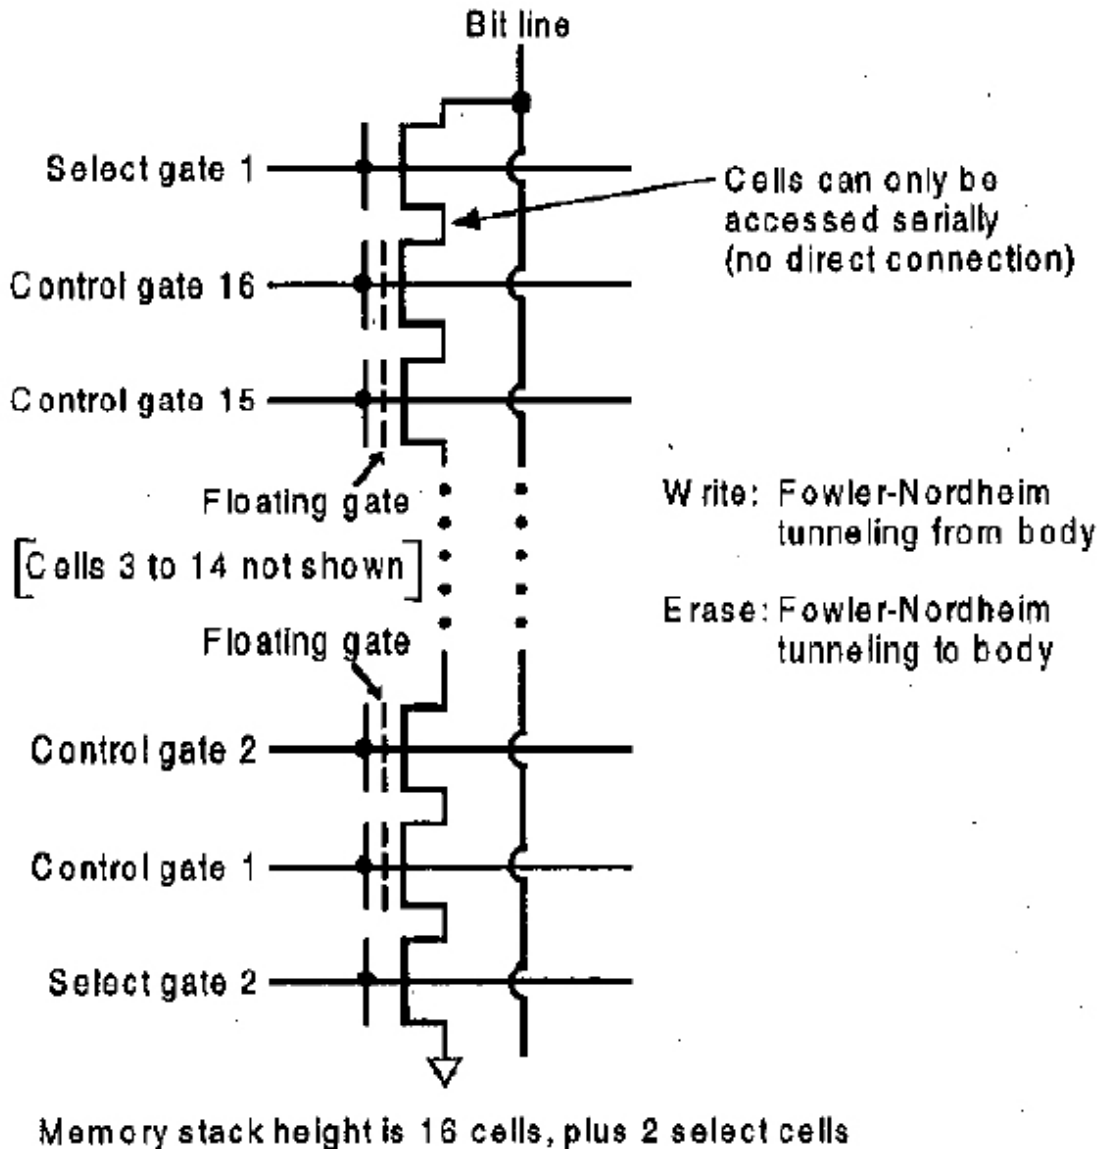 Bit line
Select gate 1
Cells can only be
accessed serially
(no direct connection)
Control gate 16
Control gate 15
Floating gate
Write: Fowler-Nordheim
tunneling from body
[Cells 3 to 14 not shown]
Erase: Fowler-Nordheim
tunneling to body
Floating gate
Control gate 2
Control gate 1
Select gate 2
Memory stack height is 16 cells, plus 2 select cells